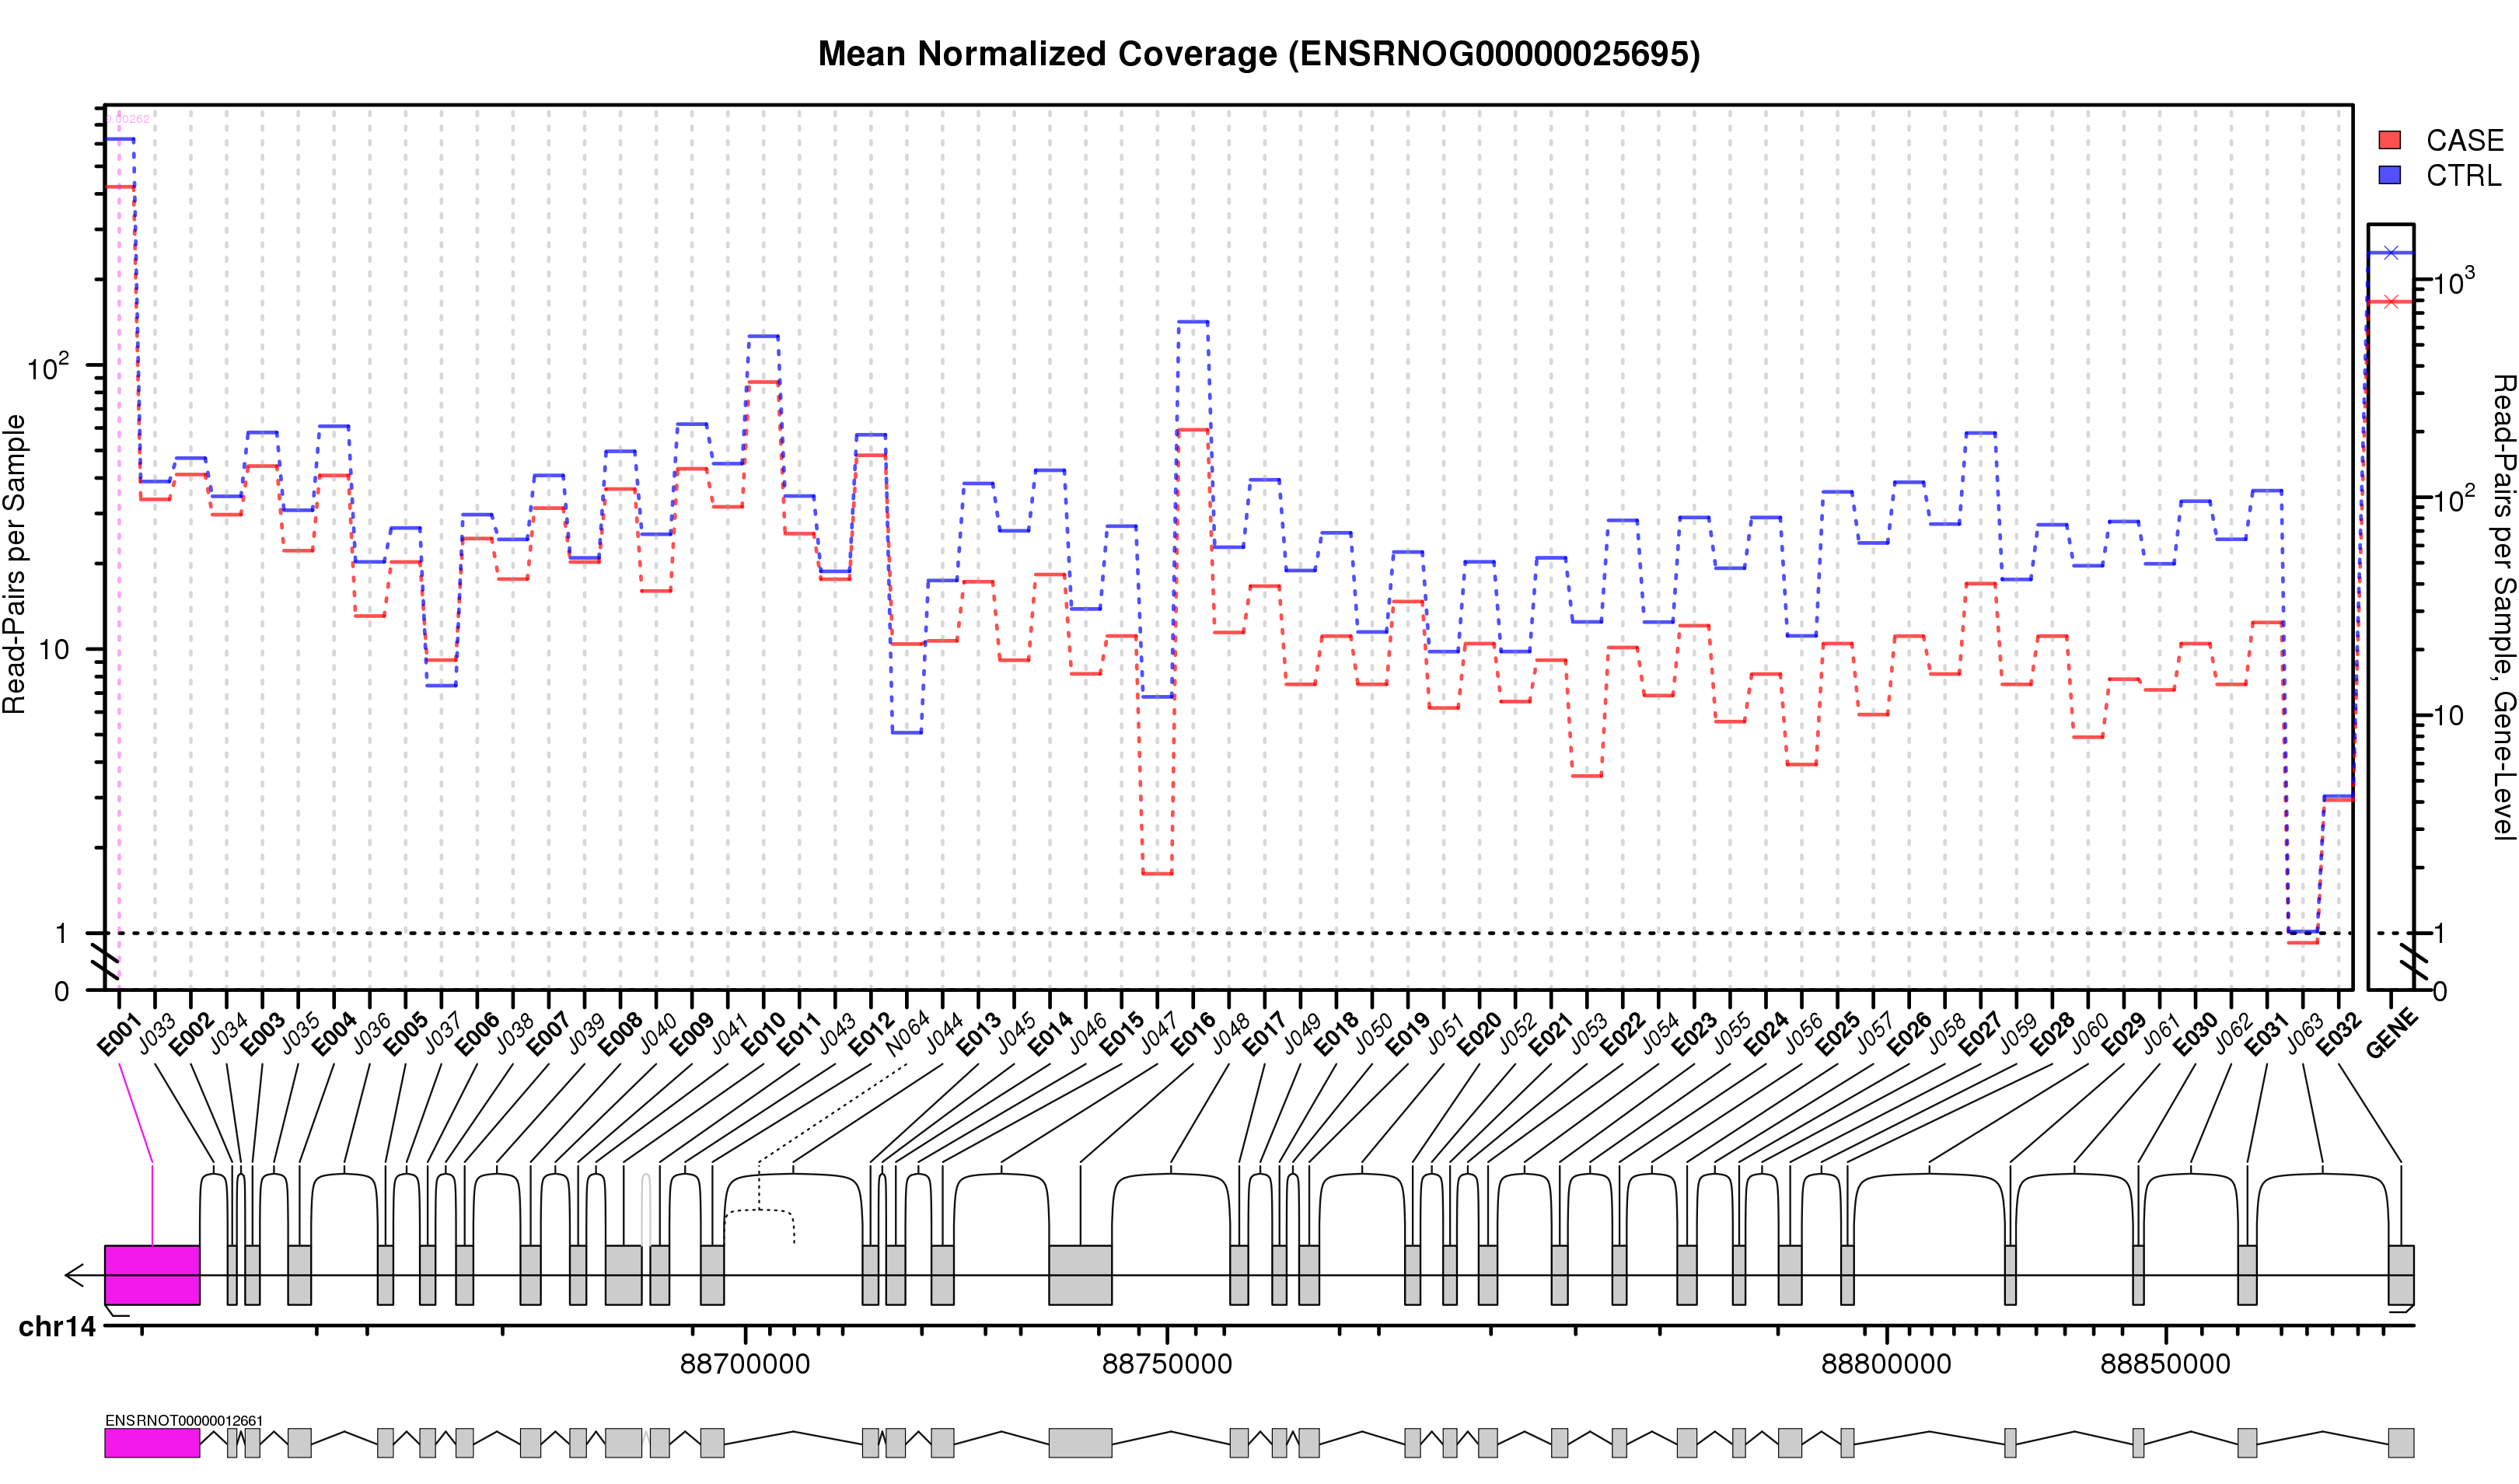 Mean Normalized Coverage (ENSRNOG00000025695)
0.00262
CASE
CTRL
Read-Pairs per Sample
10²
10
1
0
10³
10²
10
1
0
Read-Pairs per Sample, Gene-Level
E001 J033 E002 J034 E003 J035 E004 J036 E005 J037 E006 J038 E007 J039 E008 J040 E009 J041 E010 E011 J043 E012 N064 J044 E013 J045 E014 J046 E015 J047 E016 J048 E017 J049 E018 J050 E019 J051 E020 J052 E021 J053 E022 J054 E023 J055 E024 J056 E025 J057 E026 J058 E027 J059 E028 J060 E029 J061 E030 J062 E031 J063 E032 GENE
chr14
88700000 88750000 88800000 88850000
ENSRNOT00000012661